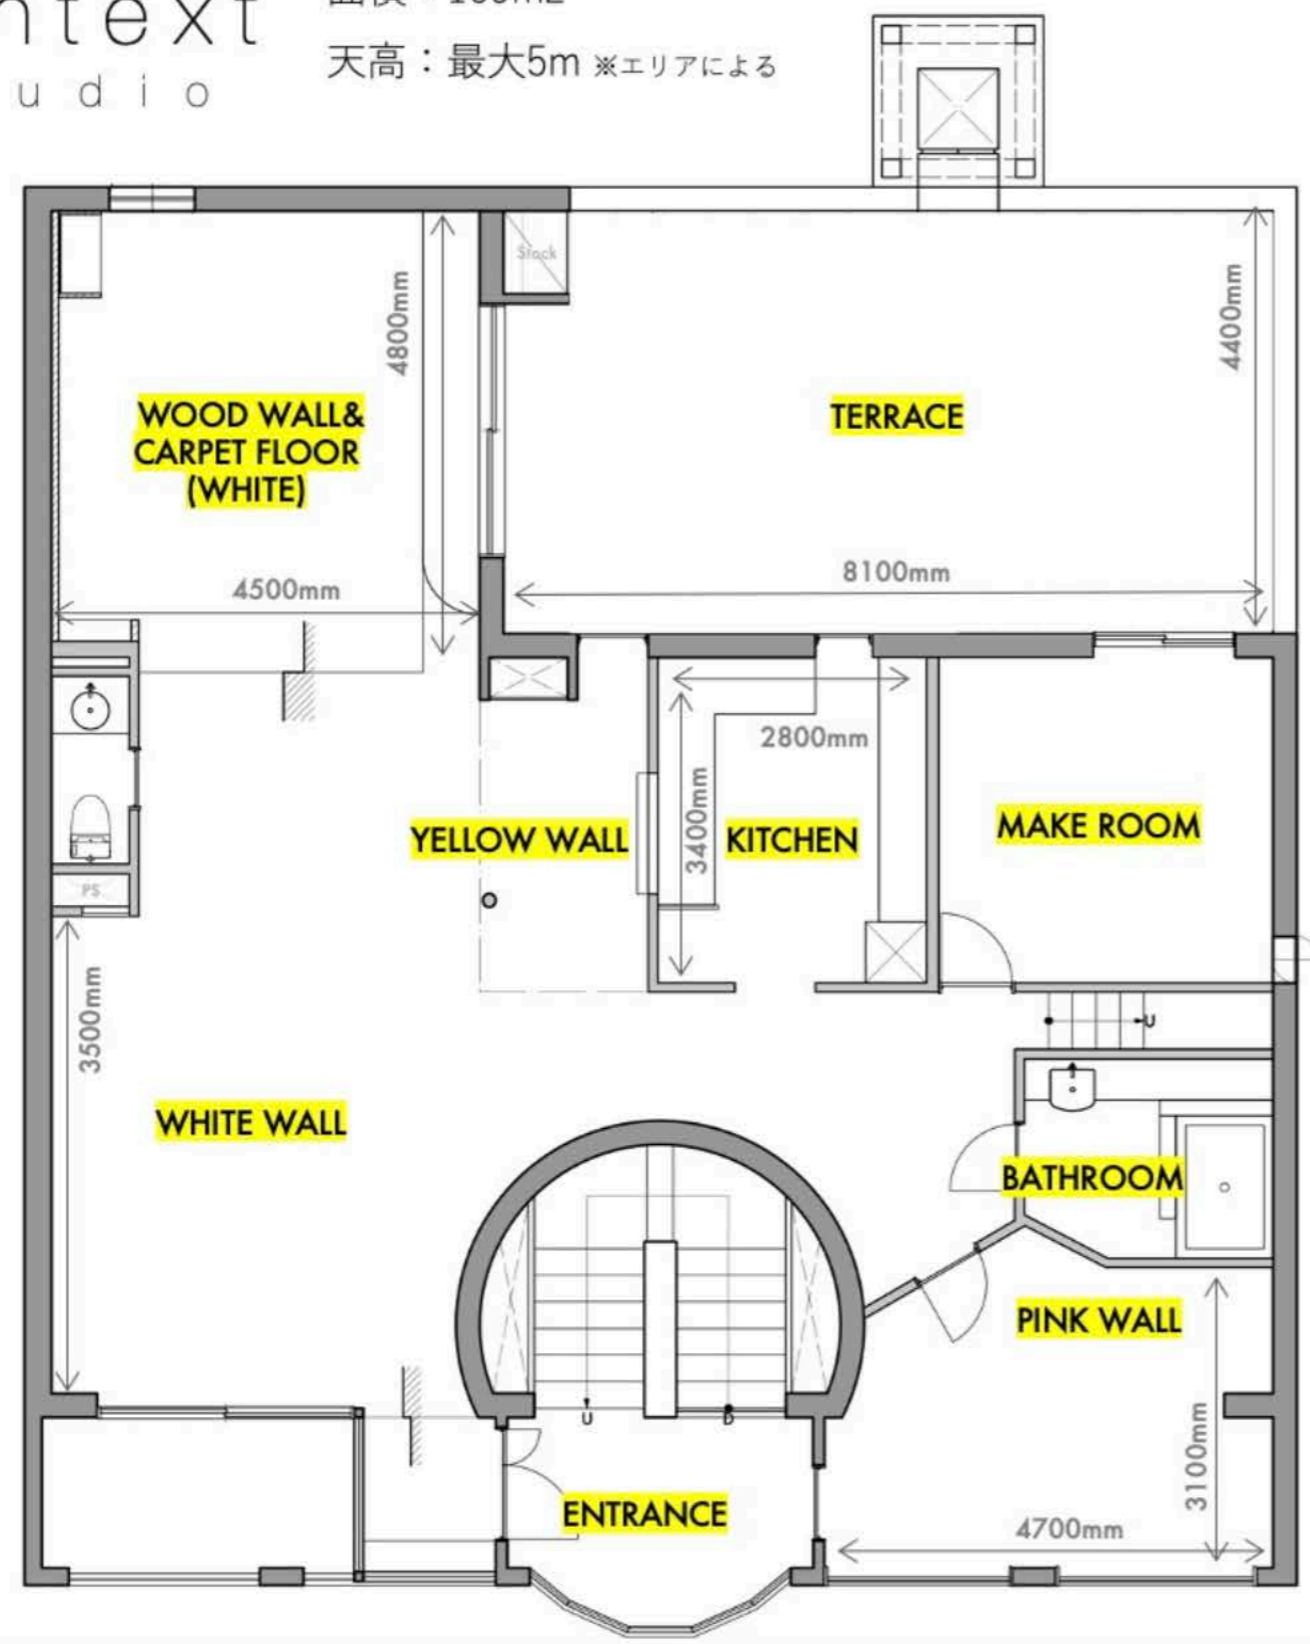 ntext
udio
天高：最大5m ※エリアによる
Stock
4800mm
4400mm
WOOD WALL&
CARPET FLOOR
(WHITE)
TERRACE
4500mm
8100mm
2800mm
3400mm
YELLOW WALL
KITCHEN
MAKE ROOM
PS
3500mm
U
WHITE WALL
BATHROOM
PINK WALL
U
D
3100mm
ENTRANCE
4700mm